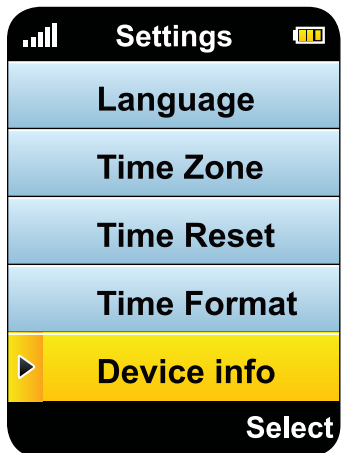 Settings
Language
Time Zone
Time Reset
Time Format
Device info
Select